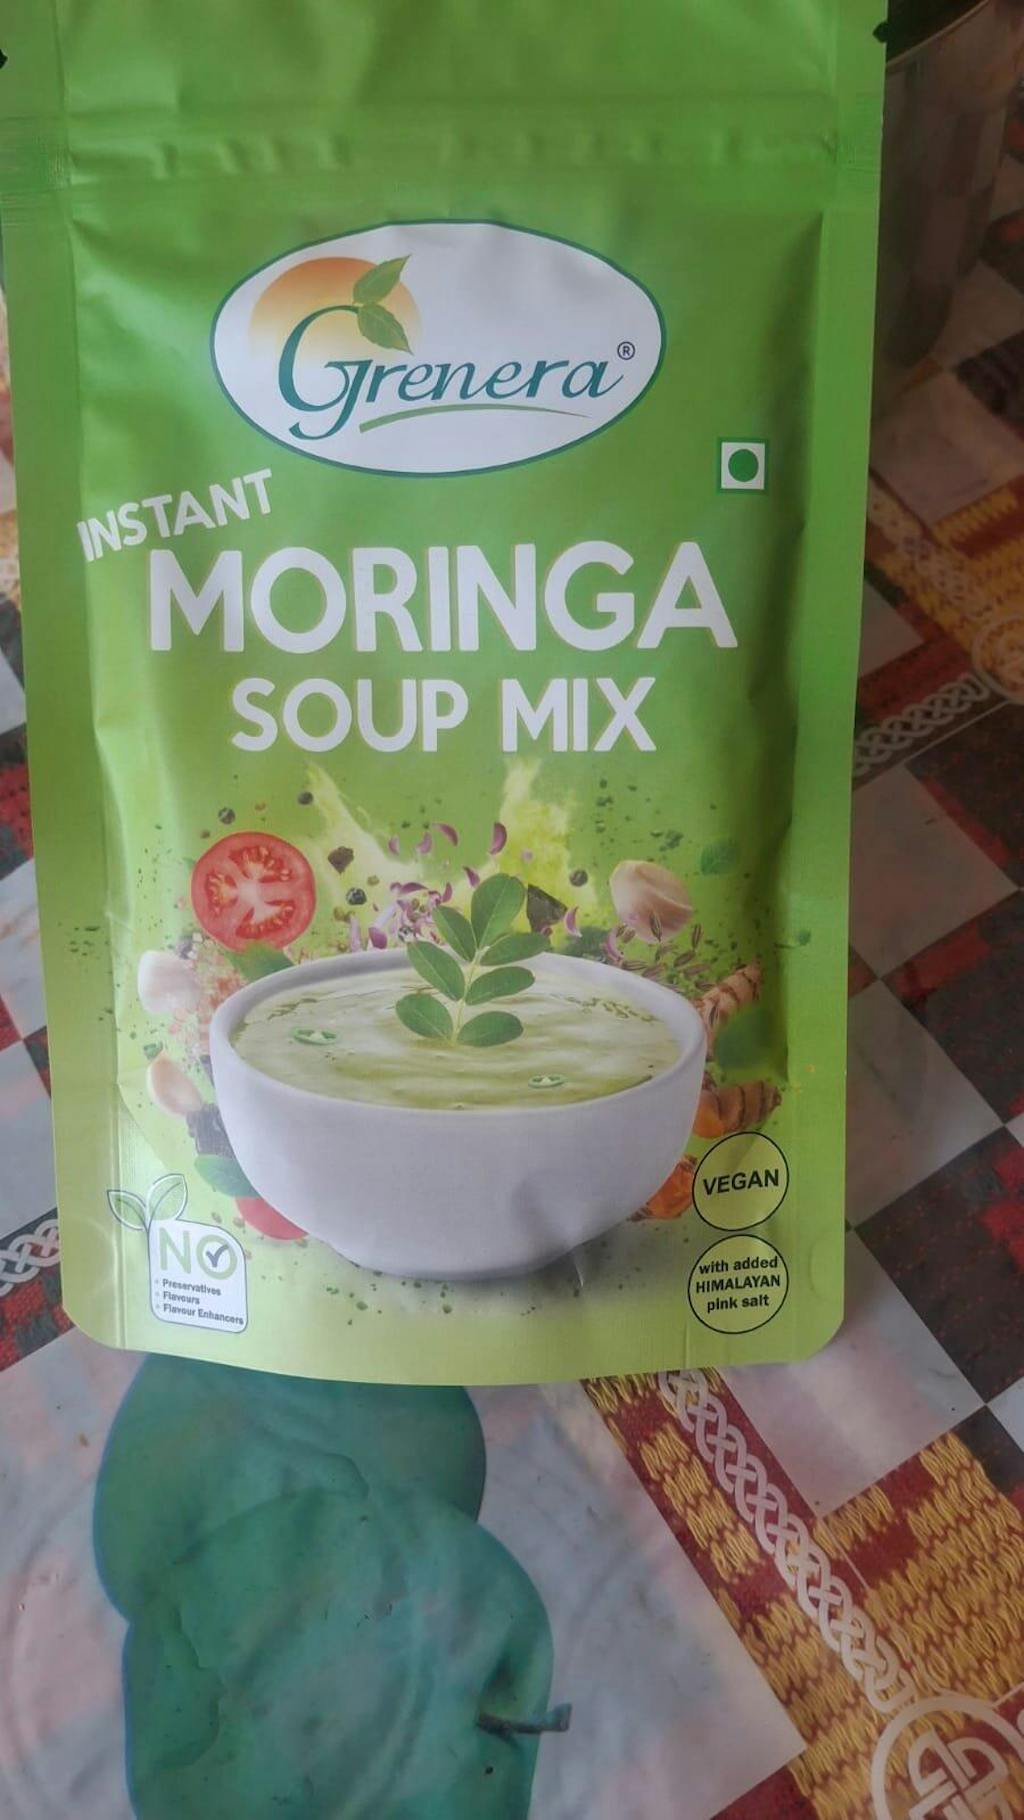 Grenera®
INSTANT
MORINGA
SOUP MIX
VEGAN
NO
• Preservatives
• Flavours
• Flavour Enhancers
with added
HIMALAYAN
pink salt